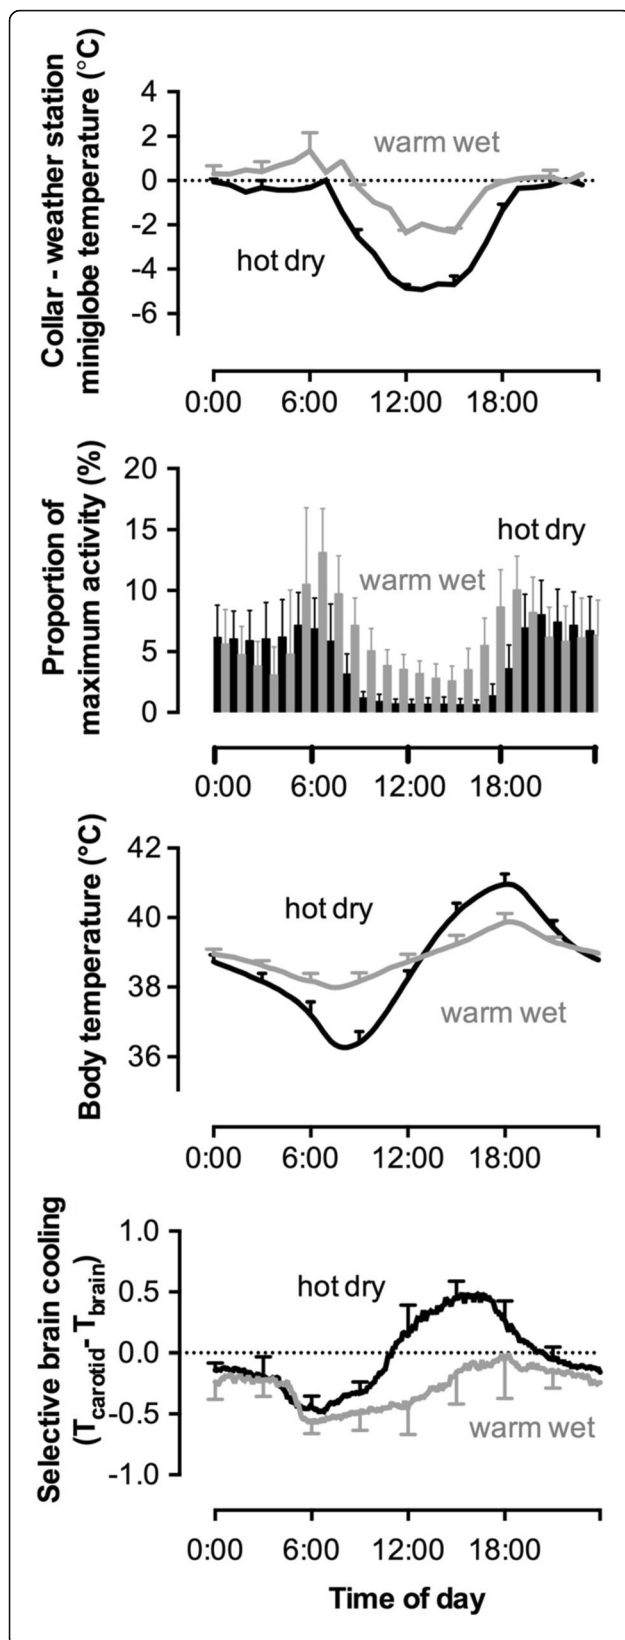 Collar - weather station
miniglobe temperature (°C)
4
2
0
-2
-4
-6
warm wet
hot dry
0:00 6:00 12:00 18:00
Proportion of
maximum activity (%)
20
15
10
5
0
hot dry
warm wet
0:00 6:00 12:00 18:00
Body temperature (°C)
42
40
38
36
hot dry
warm wet
0:00 6:00 12:00 18:00
Selective brain cooling
(Tcarotid- Tbrain)
1.0
0.5
0.0
-0.5
-1.0
hot dry
warm wet
0:00 6:00 12:00 18:00
Time of day